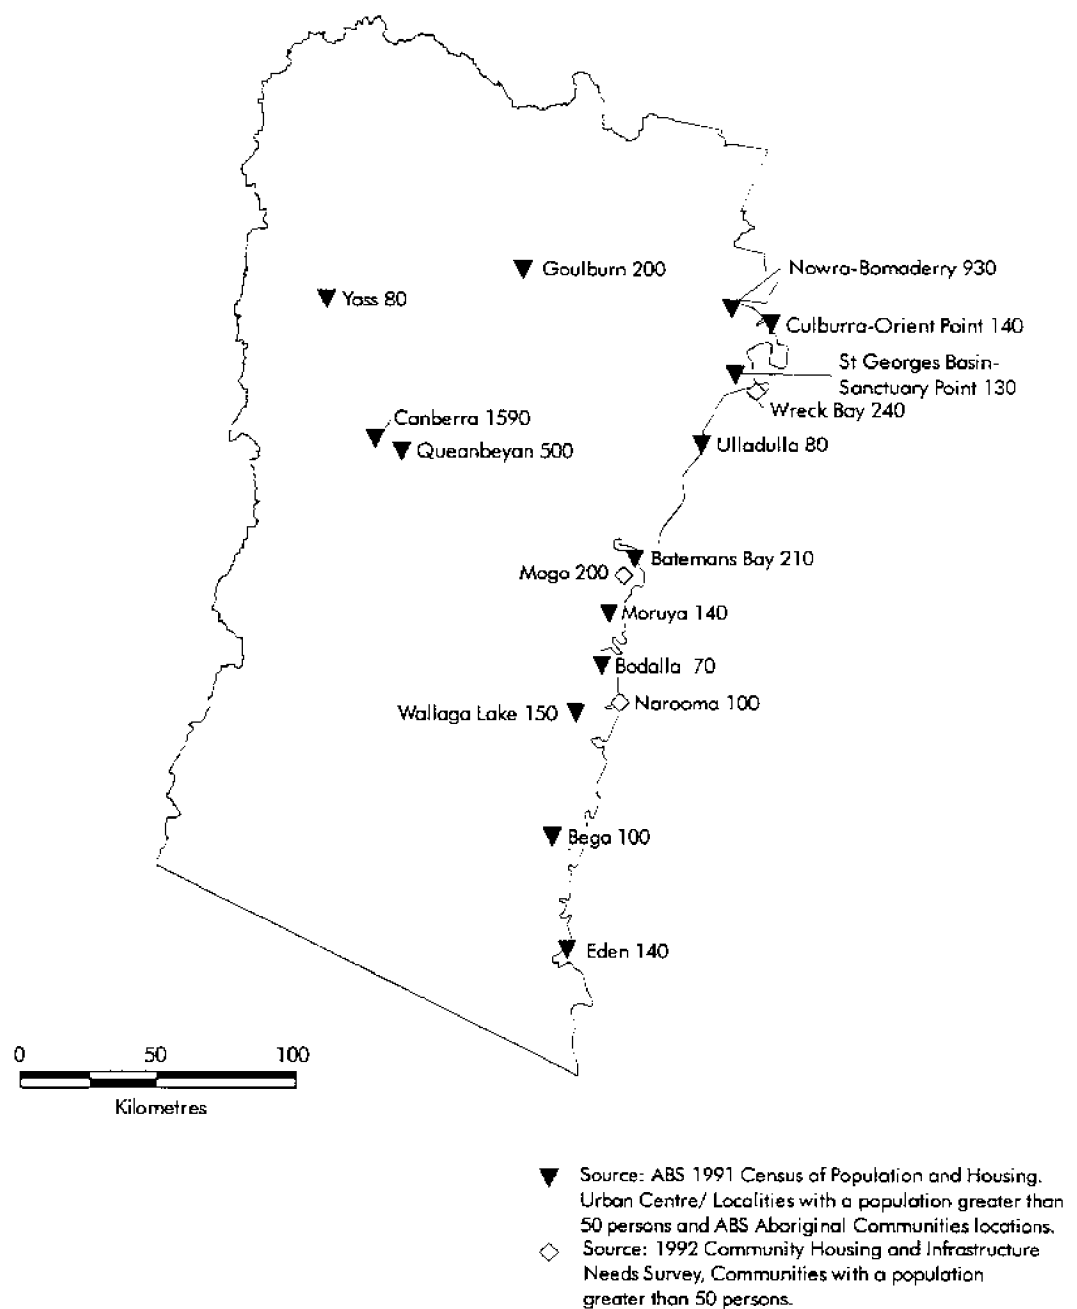 Goulburn 200
Nowra-Bomaderry 930
Yass 80
Culburra-Orient Point 140
St Georges Basin-
Sanctuary Point 130
Wreck Bay 240
Canberra 1590
Queanbeyan 500
Ulladulla 80
Batemans Bay 210
Mogo 200
Moruya 140
Bodalla 70
Narooma 100
Wallaga Lake 150
Bega 100
Eden 140
0 50 100
Kilometres
Source: ABS 1991 Census of Population and Housing.
Urban Centre/ Localities with a population greater than
50 persons and ABS Aboriginal Communities locations.
Source: 1992 Community Housing and Infrastructure
Needs Survey, Communities with a population
greater than 50 persons.